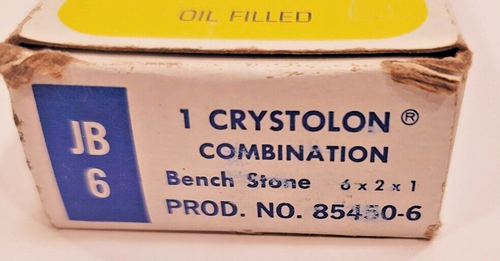 OIL FILLED
JB
6
1 CRYSTOLON®
COMBINATION
Bench Stone 6 x 2 x 1
PROD. NO. 85450-6